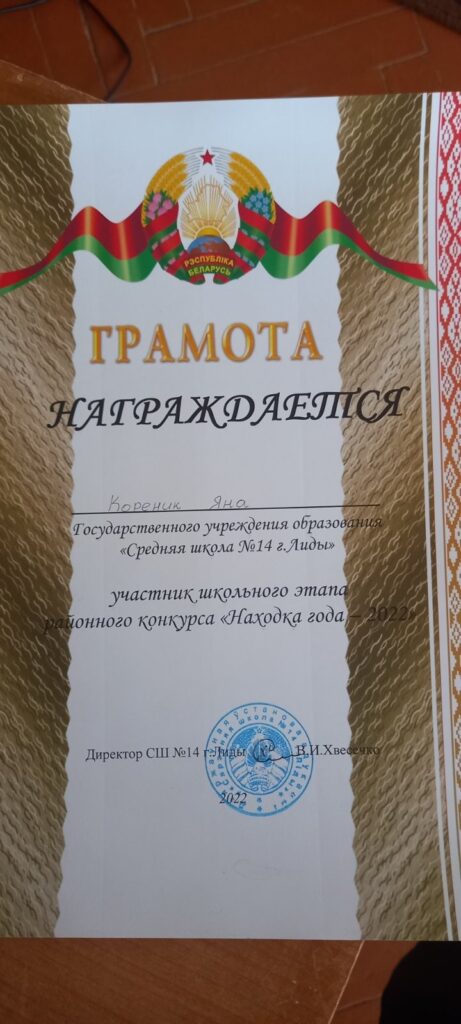 РЭСПУБЛІКА
БЕЛАРУСЬ
ГРАМОТА
НАГРАЖДАЕТСЯ
Кореник Яна
Государственного учреждения образования
«Средняя школа №14 г.Лиды»
участник школьного этапа
районного конкурса «Находка года – 2022»
Директор СШ №14 г.Лиды В.И.Хвесечко
2022